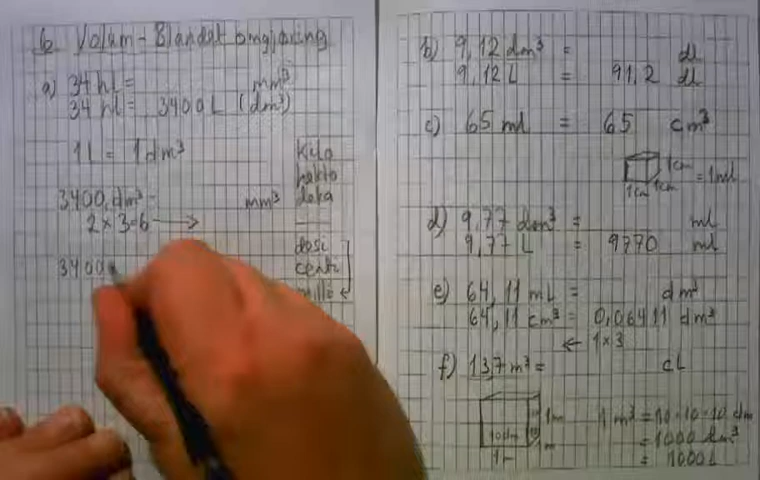 6. Volum - Blandat omgjøring
a) 34 hL = mm³
34 hL = 3400 L (dm³)
1 L = 1 dm³
3400, dm³ = mm³
2 × 3 = 6 →
3400
Kilo
hekto
deka
desi
centi
milli
b) 9,12 dm³ = dl
9,12 L = 91,2 dl
c) 65 ml = 65 cm³
1cm
1cm 1cm = 1ml
d) 9,77 dm³ = ml
9,77 L = 9770 ml
e) 64,11 mL = dm³
64,11 cm³ = 0,06411 dm³
← 1 × 3
f) 13,7 m³ = cL
1m
10dm 1m
1m
1 m³ = 10 · 10 · 10 dm
= 1000 dm³
= 1000 L